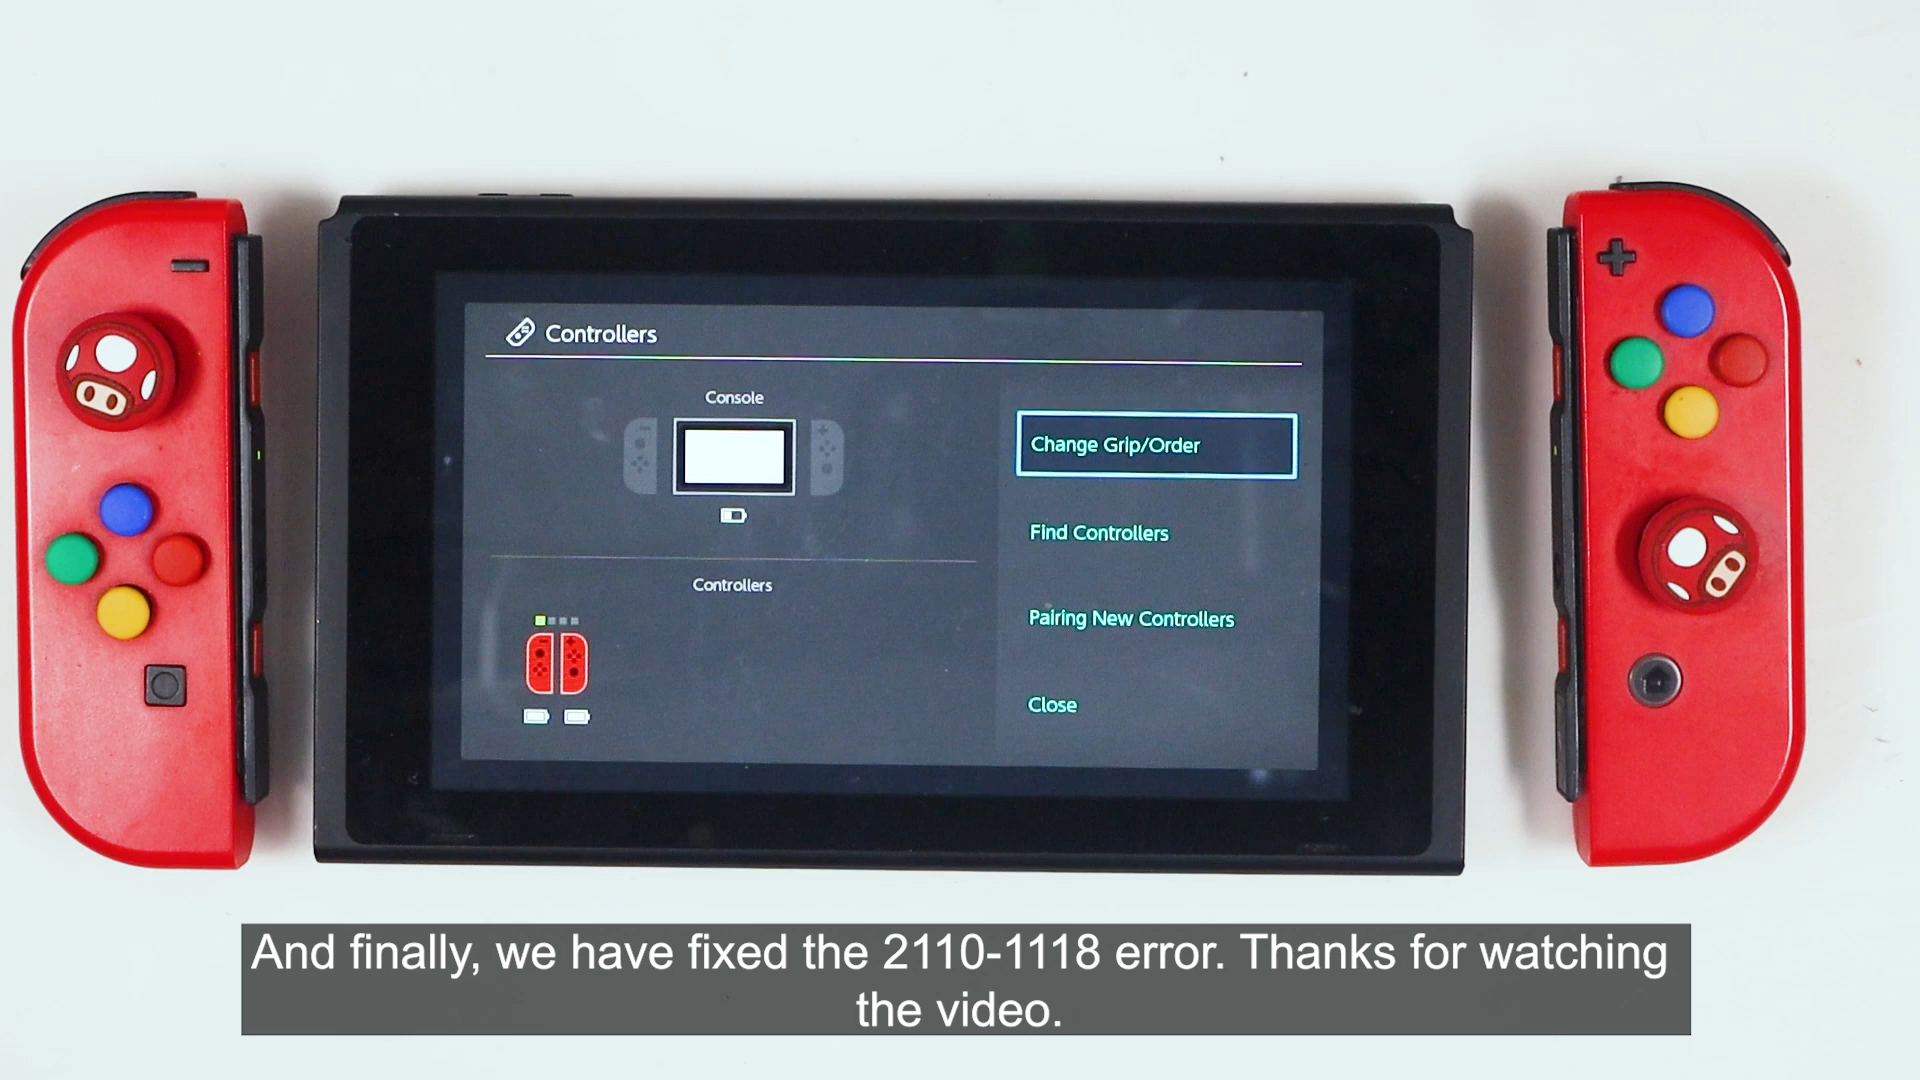 Controllers
Console
Change Grip/Order
Find Controllers
Controllers
Pairing New Controllers
Close
And finally, we have fixed the 2110-1118 error. Thanks for watching
the video.